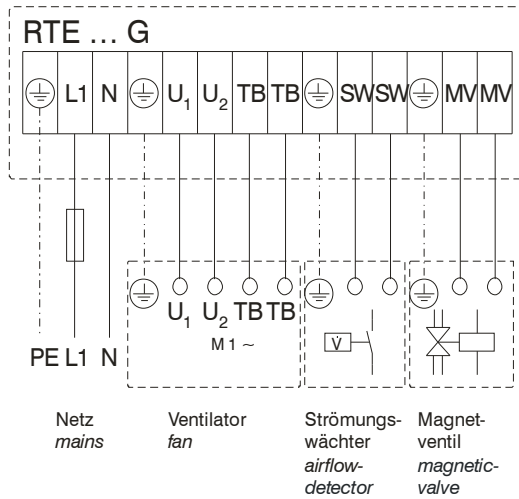 RTE ... G
L1 N U1 U2 TB TB SW SW MV MV
U1 U2 TB TB
M 1 ~
V̇
PE L1 N
Netz
mains
Ventilator
fan
Strömungs-
wächter
airflow-
detector
Magnet-
ventil
magnetic-
valve